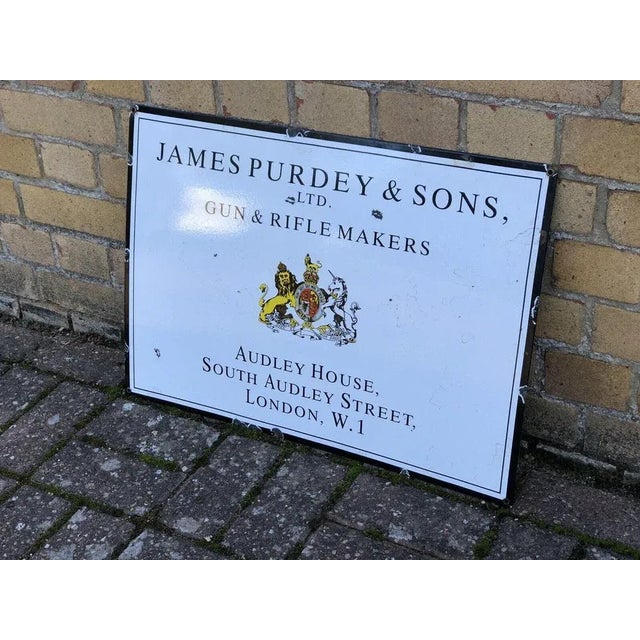 JAMES PURDEY & SONS,
LTD.
GUN & RIFLE MAKERS
AUDLEY HOUSE,
SOUTH AUDLEY STREET,
LONDON, W.1